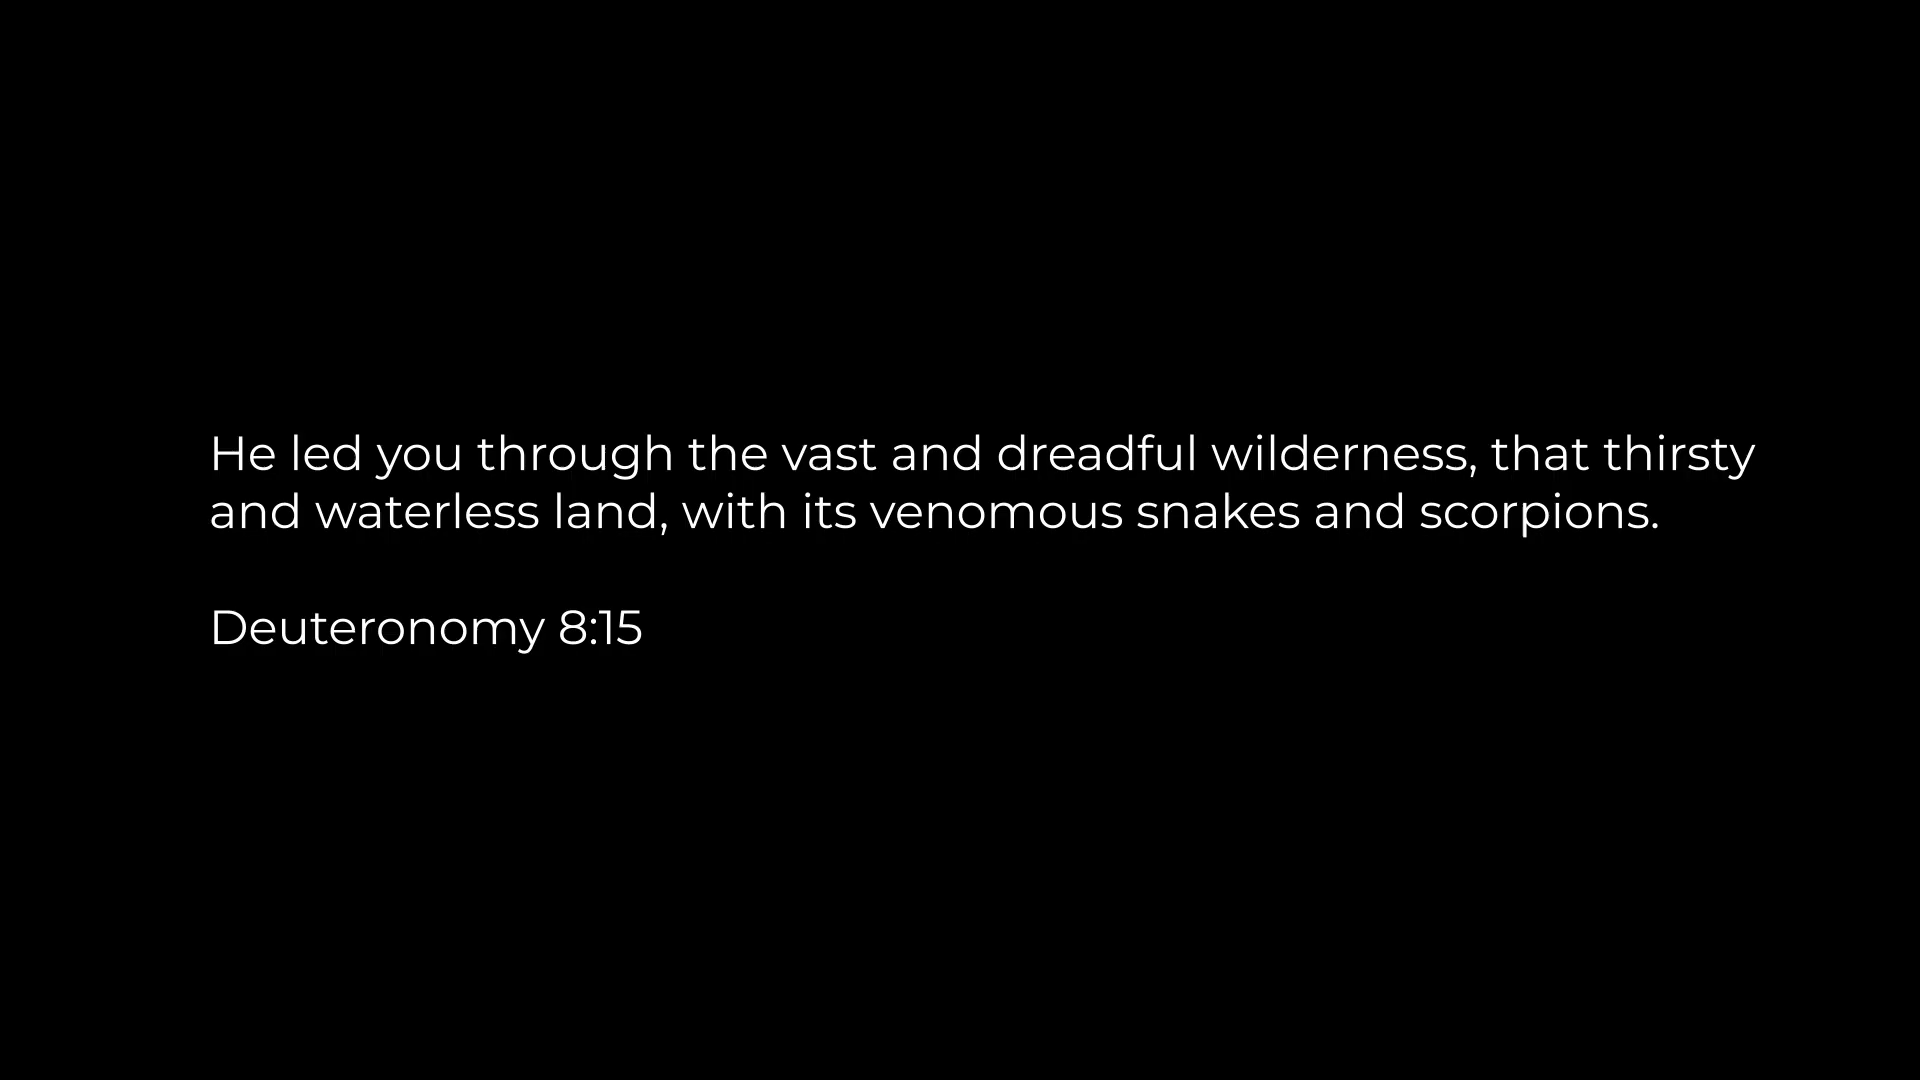 He led you through the vast and dreadful wilderness, that thirsty
and waterless land, with its venomous snakes and scorpions.
Deuteronomy 8:15